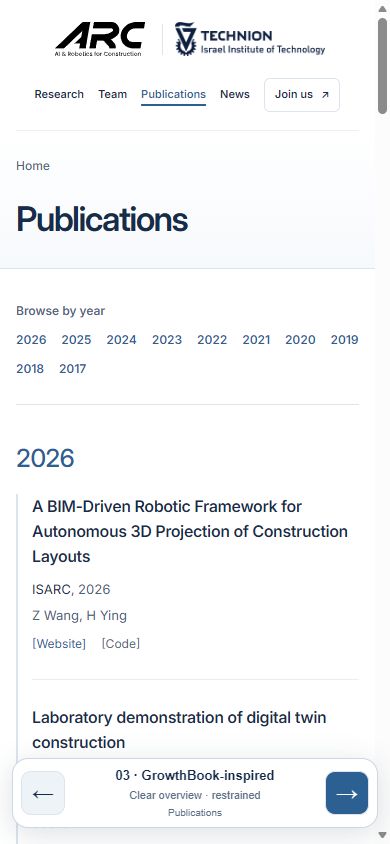 ARC
AI & Robotics for Construction
TECHNION
Israel Institute of Technology
Research Team Publications News Join us ↗
Home
Publications
Browse by year
2026 2025 2024 2023 2022 2021 2020 2019
2018 2017
2026
A BIM-Driven Robotic Framework for
Autonomous 3D Projection of Construction
Layouts
ISARC, 2026
Z Wang, H Ying
[Website] [Code]
Laboratory demonstration of digital twin
construction
← 03 · GrowthBook-inspired →
Clear overview · restrained
Publications